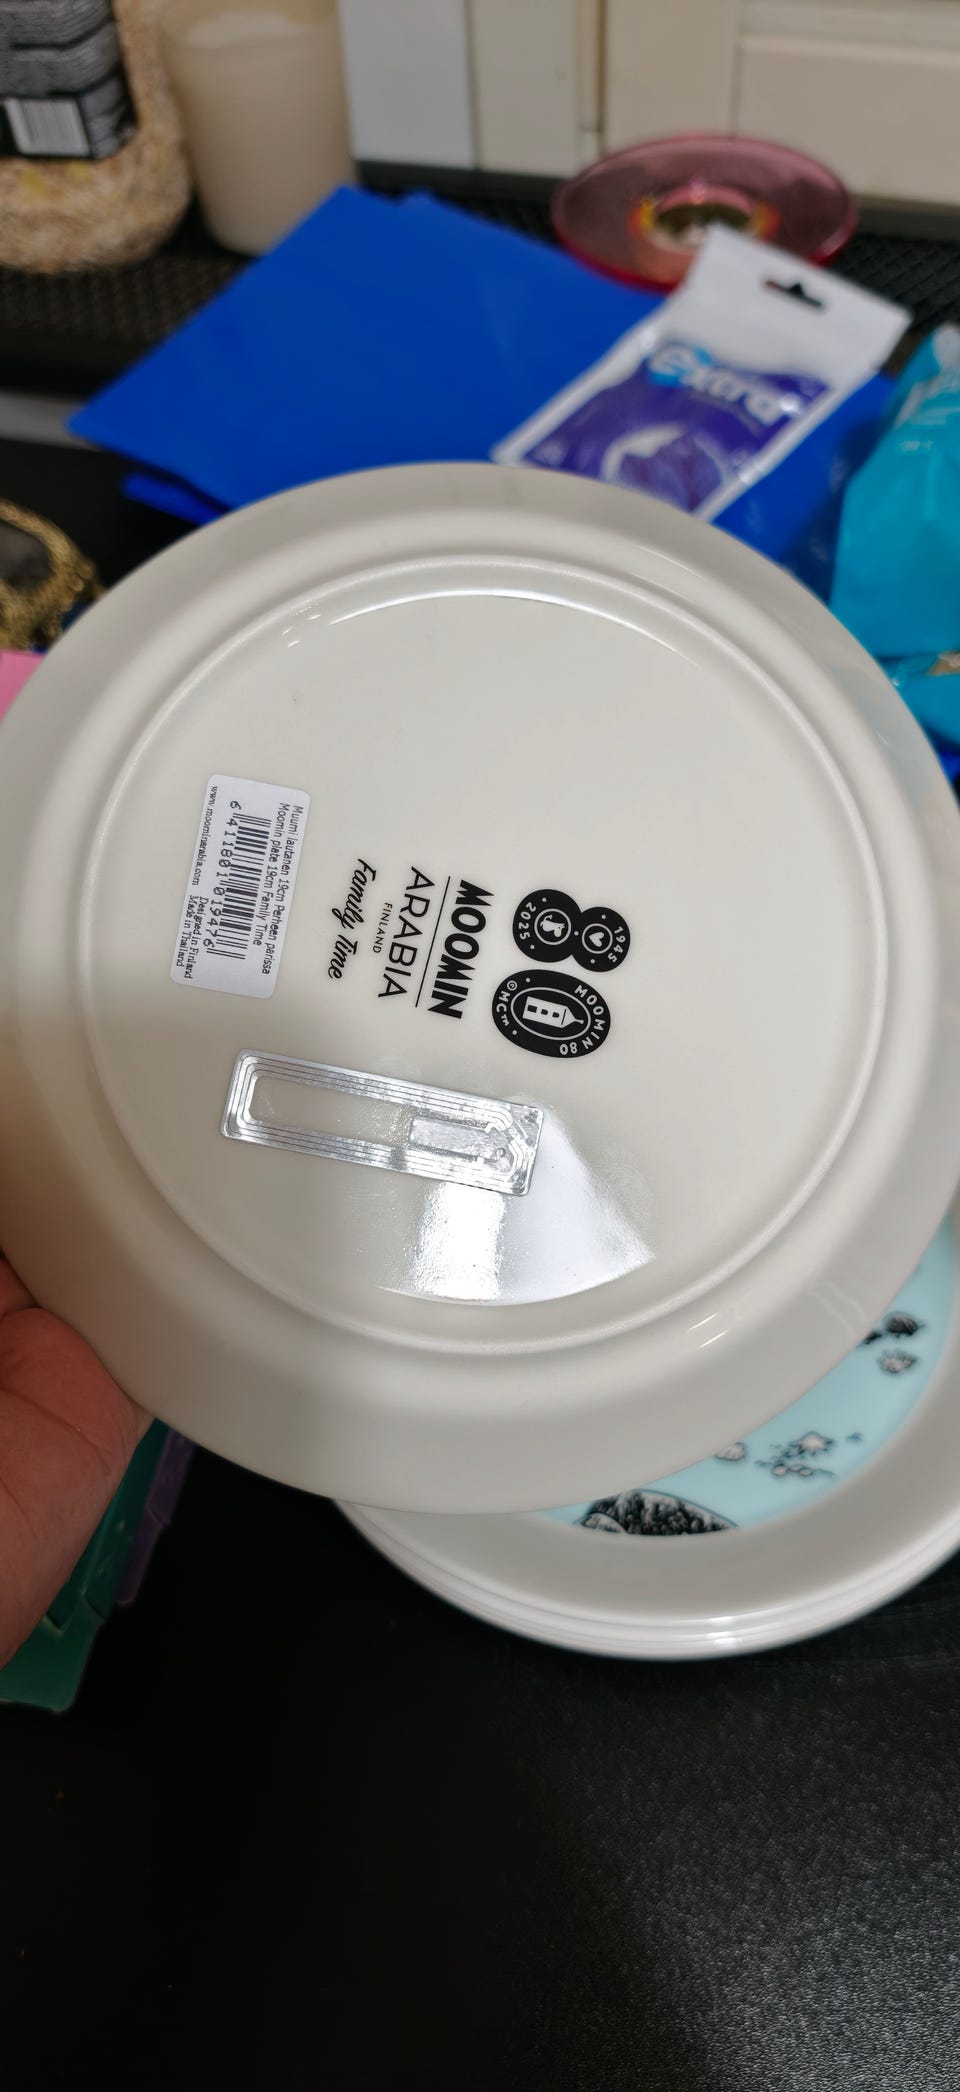 extra
1945
2025
MOOMIN 80
©MC™
MOOMIN
ARABIA
FINLAND
Family Time
Muumi lautanen 19cm Perheen parissa
Moomin plate 19cm Family Time
6 411801 019476
Designed in Finland
www.moominarabia.com Made in Thailand